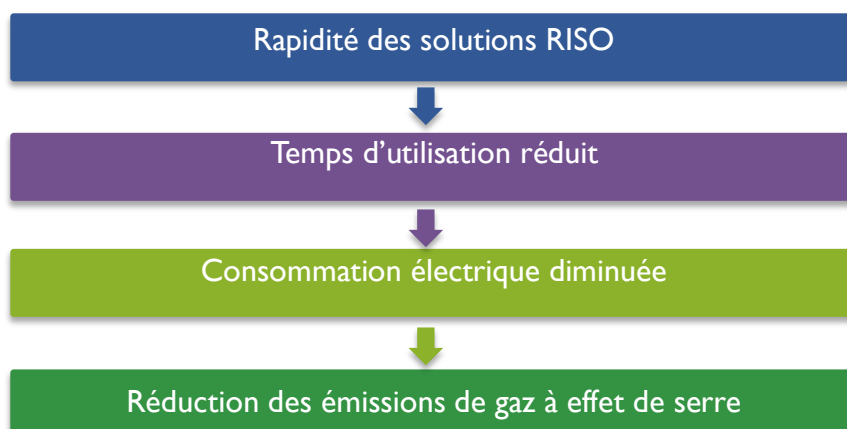 Rapidité des solutions RISO
Temps d’utilisation réduit
Consommation électrique diminuée
Réduction des émissions de gaz à effet de serre